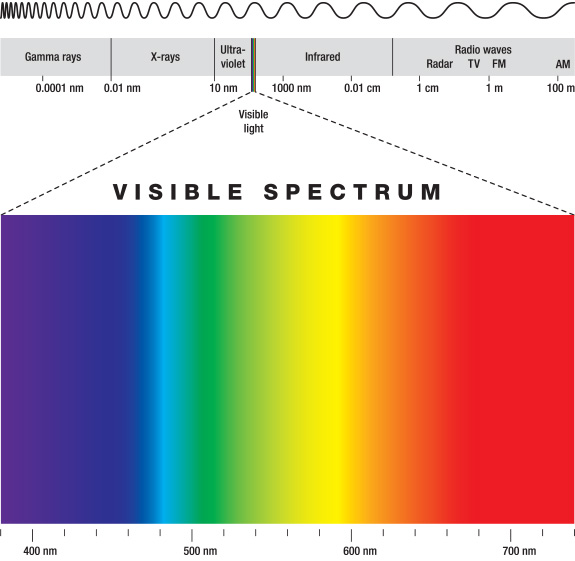 Gamma rays
X-rays
Ultra-
violet
Infrared
Radio waves
Radar TV FM AM
0.0001 nm 0.01 nm 10 nm 1000 nm 0.01 cm 1 cm 1 m 100 m
Visible
light
VISIBLE SPECTRUM
400 nm 500 nm 600 nm 700 nm